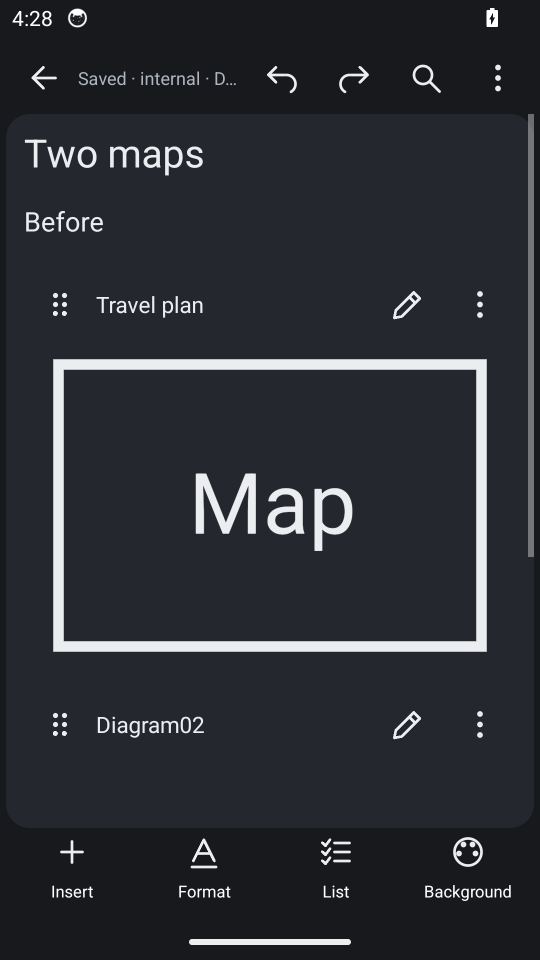 4:28
Saved · internal · D...
Two maps
Before
Travel plan
Map
Diagram02
Insert
Format
List
Background